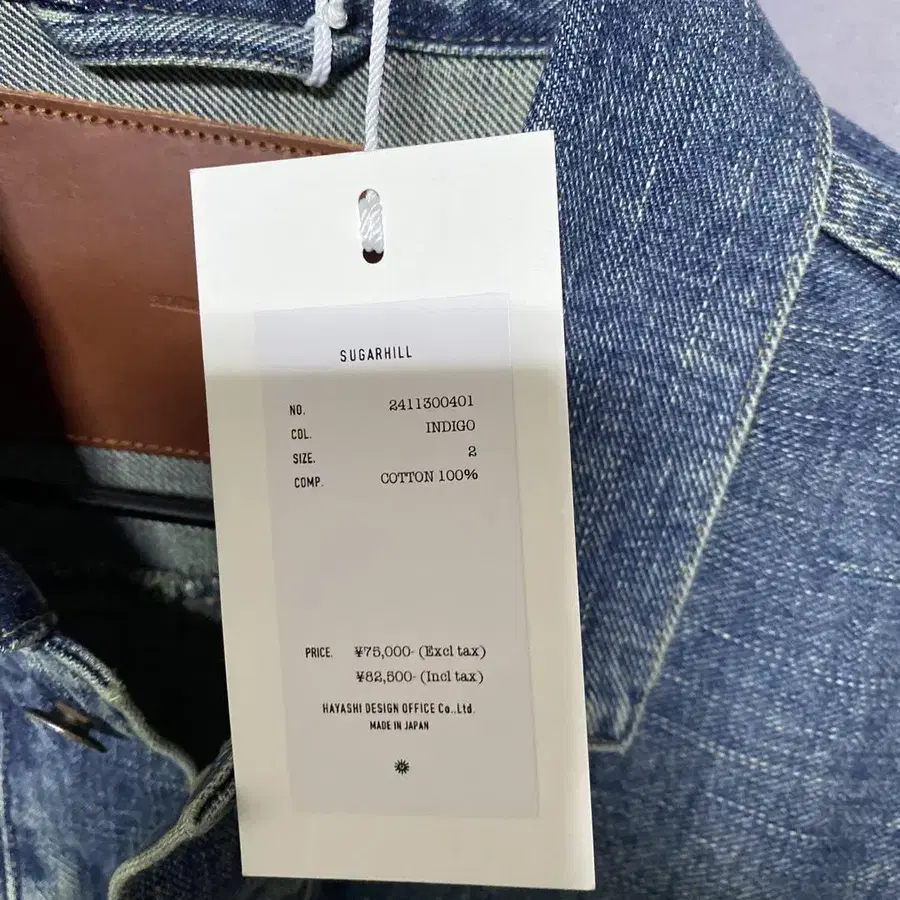 SUGARHILL
NO. 2411300401
COL. INDIGO
SIZE. 2
COMP. COTTON 100%
PRICE. ¥75,000- (Excl tax)
¥82,500- (Incl tax)
HAYASHI DESIGN OFFICE Co.,Ltd.
MADE IN JAPAN